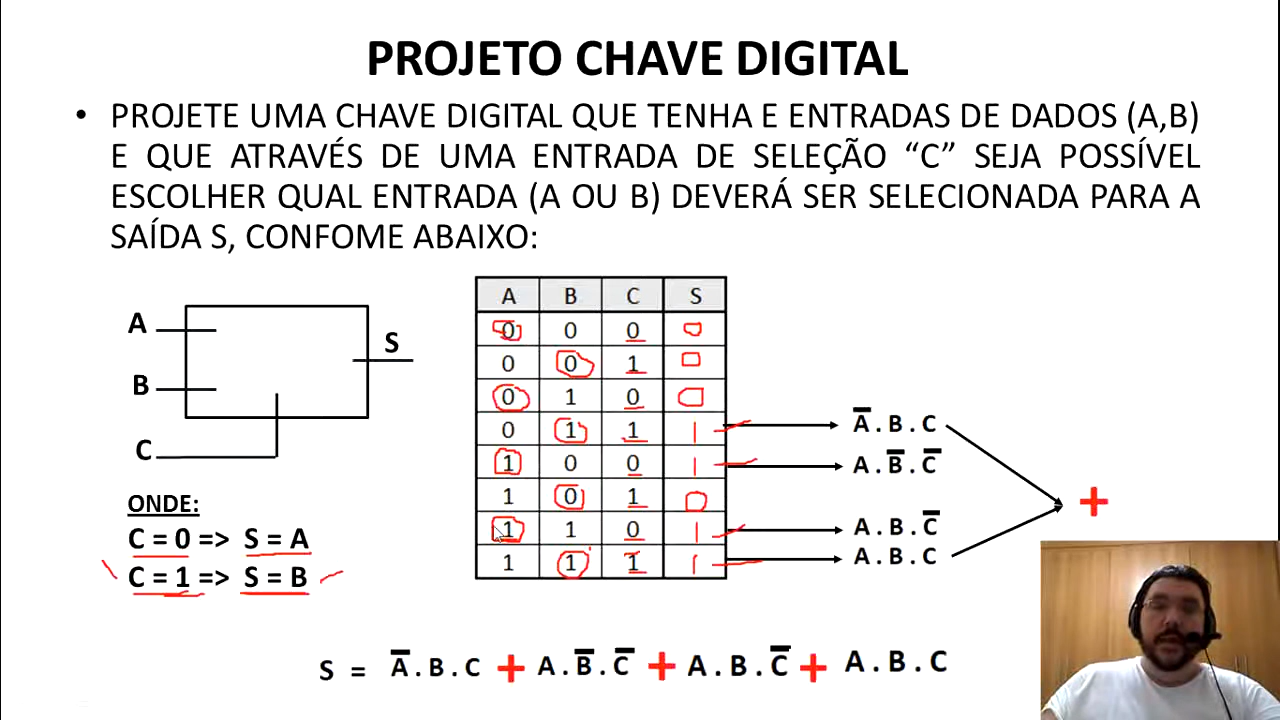 PROJETO CHAVE DIGITAL
• PROJETE UMA CHAVE DIGITAL QUE TENHA E ENTRADAS DE DADOS (A,B)
E QUE ATRAVÉS DE UMA ENTRADA DE SELEÇÃO “C” SEJA POSSÍVEL
ESCOLHER QUAL ENTRADA (A OU B) DEVERÁ SER SELECIONADA PARA A
SAÍDA S, CONFOME ABAIXO:
A
B
C
S
ONDE:
C = 0 => S = A
C = 1 => S = B
A B C S
0 0 0 0
0 0 1 0
0 1 0 0
0 1 1 1
1 0 0 1
1 0 1 0
1 1 0 1
1 1 1 1
A̅ . B . C
A . B̅ . C̅
A . B . C̅
A . B . C
+
S = A̅ . B . C + A . B̅ . C̅ + A . B . C̅ + A . B . C